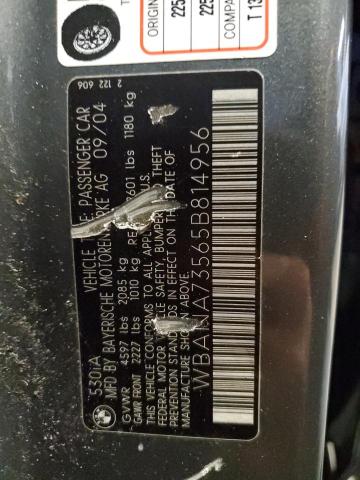 2 122 606
530iA
VEHICLE TYPE: PASSENGER CAR
MFD BY BAYERISCHE MOTORENWERKE AG 09/04
GVWR 4597 lbs 2085 kg
GAWR FRONT 2227 lbs 1010 kg REAR 2601 lbs 1180 kg
THIS VEHICLE CONFORMS TO ALL APPLICABLE U.S.
FEDERAL MOTOR VEHICLE SAFETY, BUMPER, AND THEFT
PREVENTION STANDARDS IN EFFECT ON THE DATE OF
MANUFACTURE SHOWN ABOVE.
WBANA73565B814956
ORIGIN
225
225
COMPA
T 13